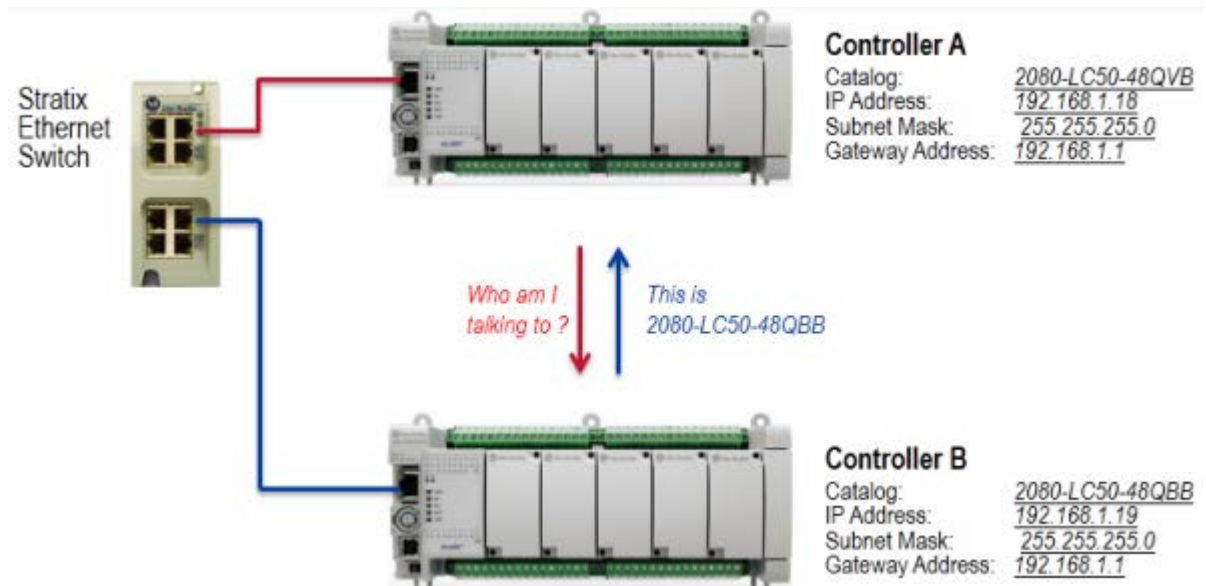 Stratix
Ethernet
Switch
Controller A
Catalog: 2080-LC50-48QVB
IP Address: 192.168.1.18
Subnet Mask: 255.255.255.0
Gateway Address: 192.168.1.1
Who am I
talking to ?
This is
2080-LC50-48QBB
Controller B
Catalog: 2080-LC50-48QBB
IP Address: 192.168.1.19
Subnet Mask: 255.255.255.0
Gateway Address: 192.168.1.1